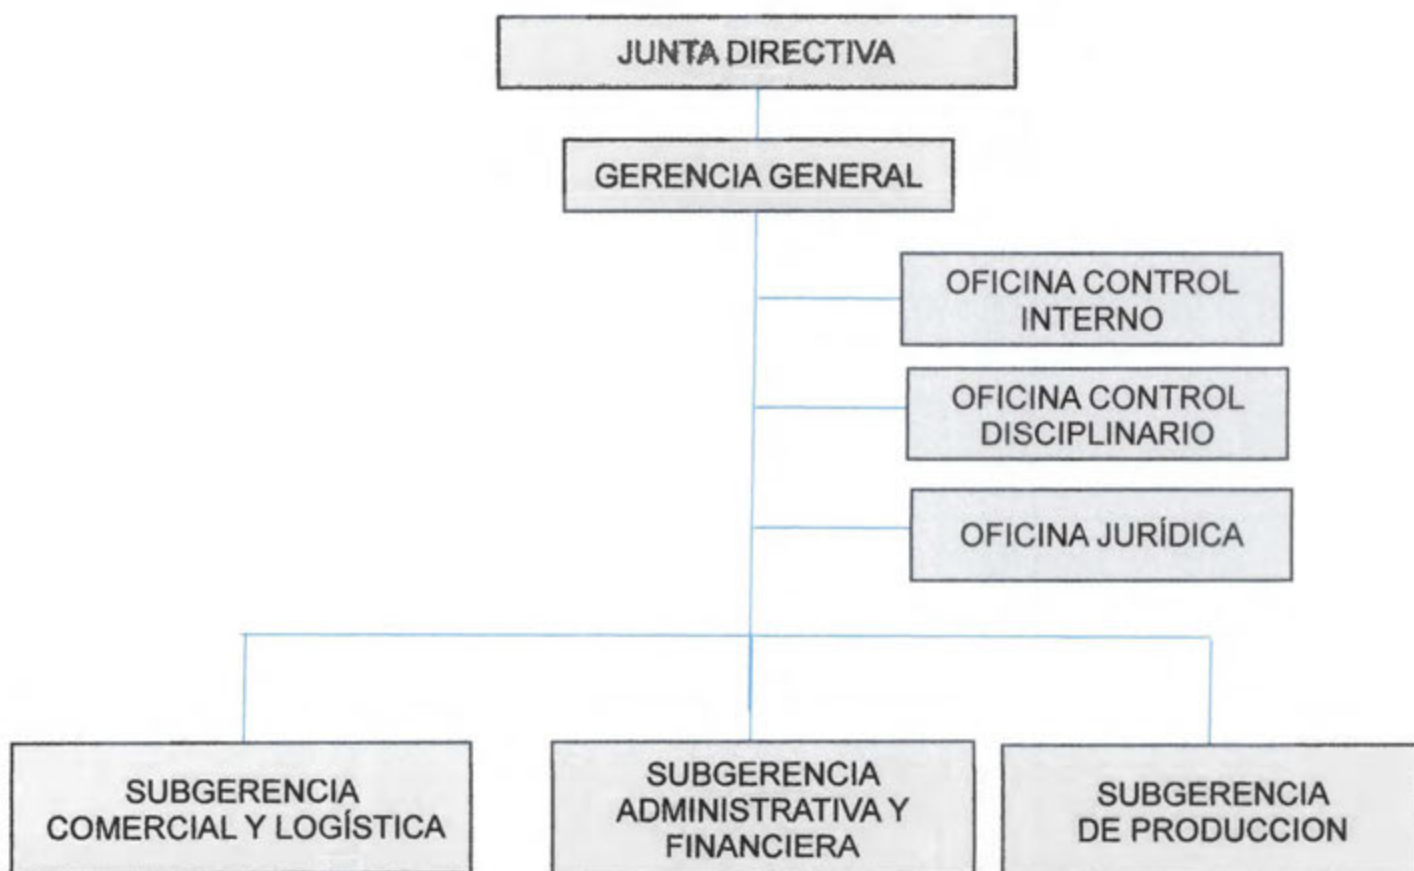 JUNTA DIRECTIVA
GERENCIA GENERAL
OFICINA CONTROL
INTERNO
OFICINA CONTROL
DISCIPLINARIO
OFICINA JURÍDICA
SUBGERENCIA
COMERCIAL Y LOGÍSTICA
SUBGERENCIA
ADMINISTRATIVA Y
FINANCIERA
SUBGERENCIA
DE PRODUCCION